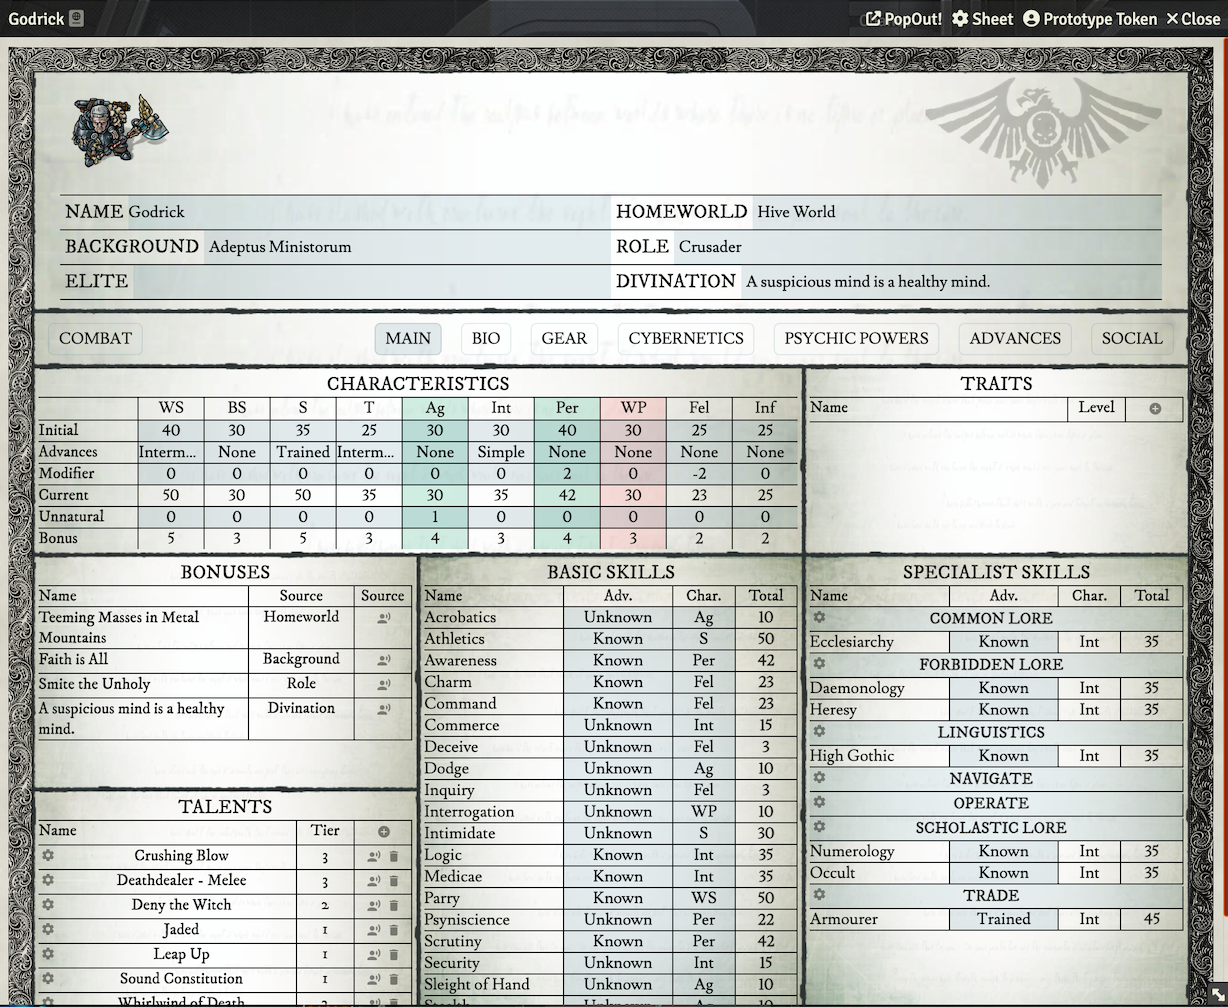 Godrick PopOut! Sheet Prototype Token Close
NAME Godrick HOMEWORLD Hive World
BACKGROUND Adeptus Ministorum ROLE Crusader
ELITE DIVINATION A suspicious mind is a healthy mind.
COMBAT MAIN BIO GEAR CYBERNETICS PSYCHIC POWERS ADVANCES SOCIAL
CHARACTERISTICS
WS BS S T Ag Int Per WP Fel Inf
Initial 40 30 35 25 30 30 40 30 25 25
Advances Interm... None Trained Interm... None Simple None None None None
Modifier 0 0 0 0 0 0 2 0 -2 0
Current 50 30 50 35 30 35 42 30 23 25
Unnatural 0 0 0 0 1 0 0 0 0 0
Bonus 5 3 5 3 4 3 4 3 2 2
TRAITS
Name Level
BONUSES
Name Source Source
Teeming Masses in Metal Homeworld
Mountains
Faith is All Background
Smite the Unholy Role
A suspicious mind is a healthy Divination
mind.
TALENTS
Name Tier
Crushing Blow 3
Deathdealer - Melee 3
Deny the Witch 2
Jaded 1
Leap Up 1
Sound Constitution 1
Whirlwind of Death
BASIC SKILLS
Name Adv. Char. Total
Acrobatics Unknown Ag 10
Athletics Known S 50
Awareness Known Per 42
Charm Known Fel 23
Command Known Fel 23
Commerce Unknown Int 15
Deceive Unknown Fel 3
Dodge Unknown Ag 10
Inquiry Unknown Fel 3
Interrogation Unknown WP 10
Intimidate Unknown S 30
Logic Known Int 35
Medicae Known Int 35
Parry Known WS 50
Psyniscience Unknown Per 22
Scrutiny Known Per 42
Security Unknown Int 15
Sleight of Hand Unknown Ag 10
SPECIALIST SKILLS
Name Adv. Char. Total
COMMON LORE
Ecclesiarchy Known Int 35
FORBIDDEN LORE
Daemonology Known Int 35
Heresy Known Int 35
LINGUISTICS
High Gothic Known Int 35
NAVIGATE
OPERATE
SCHOLASTIC LORE
Numerology Known Int 35
Occult Known Int 35
TRADE
Armourer Trained Int 45